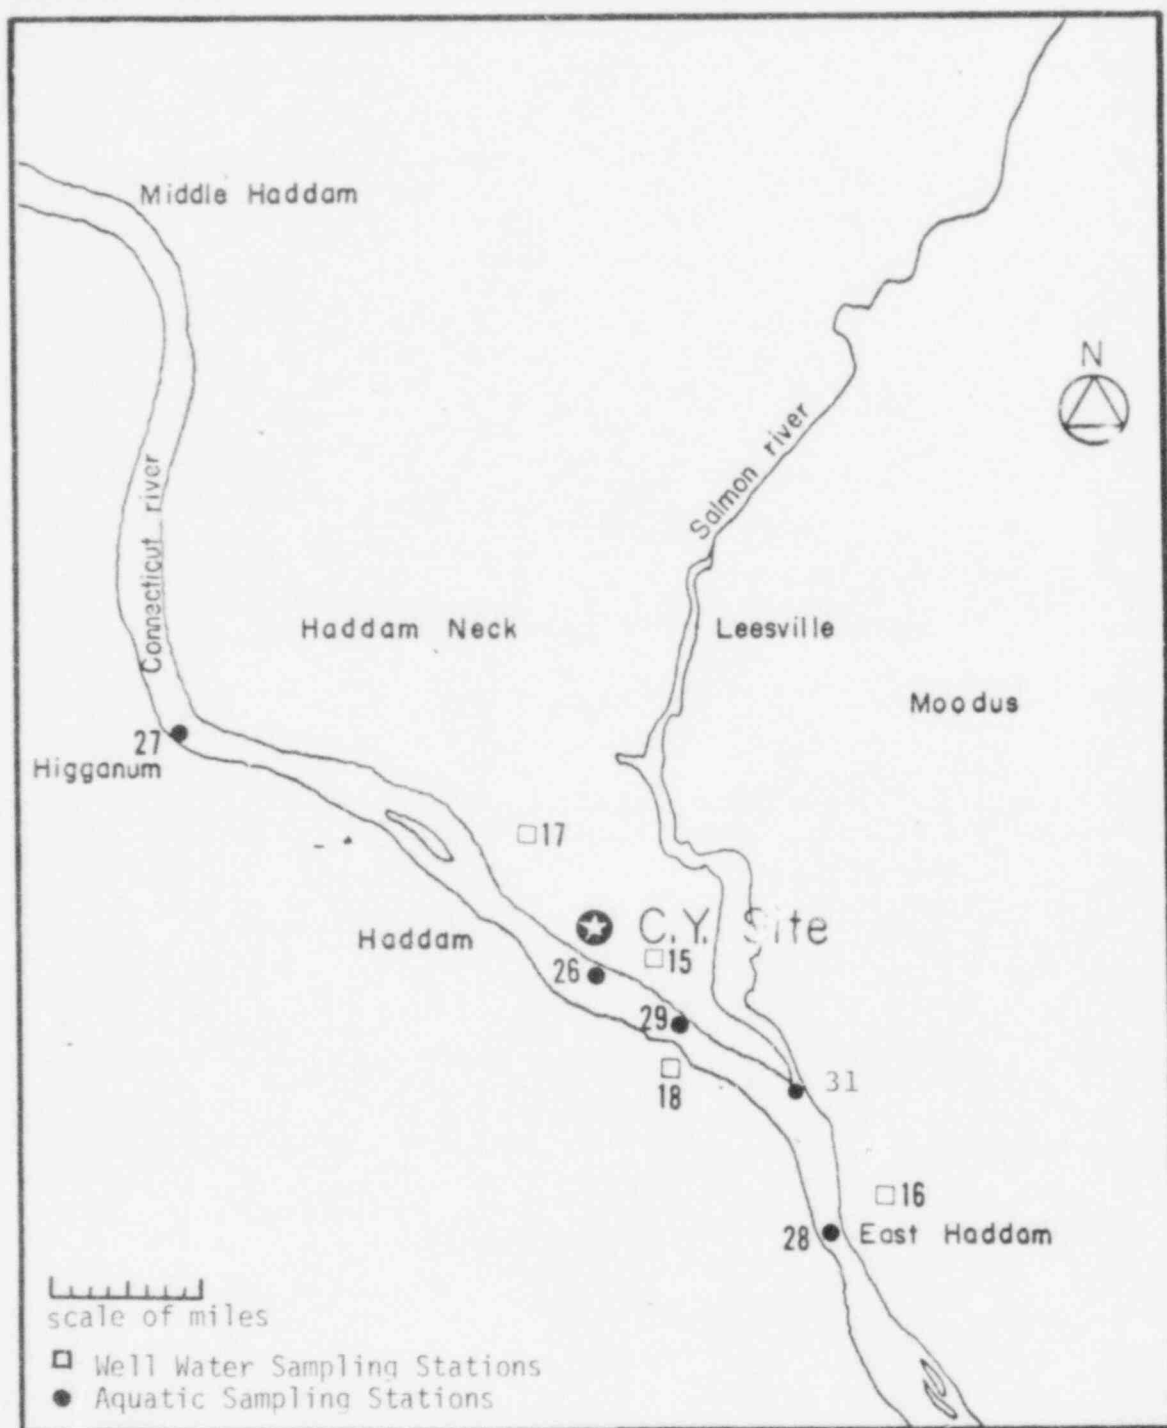 Middle Haddam
N
Salmon river
Connecticut river
Haddam Neck
Leesville
Moodus
27
Higganum
17
C.Y. Site
Haddam
15
26
29
31
18
16
28
East Haddam
scale of miles
Well Water Sampling Stations
Aquatic Sampling Stations